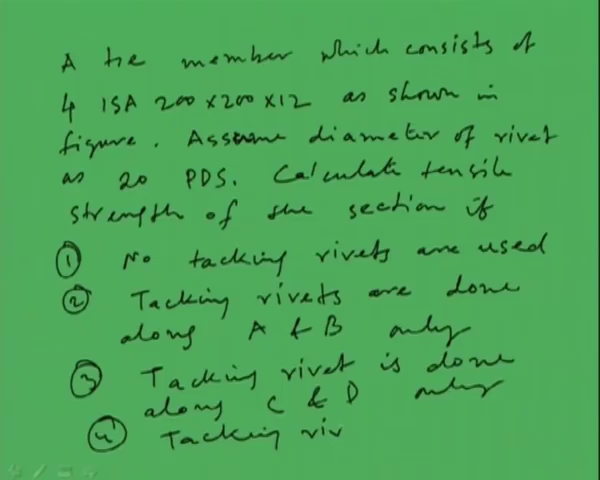 A tie member which consists of
4 ISA 200×200×12 as shown in
figure. Assume diameter of rivet
as 20 PDS. Calculate tensile
strength of the section if
① No tacking rivets are used
② Tacking rivets are done
along A & B only
③ Tacking rivet is done
along C & D only
④ Tacking riv